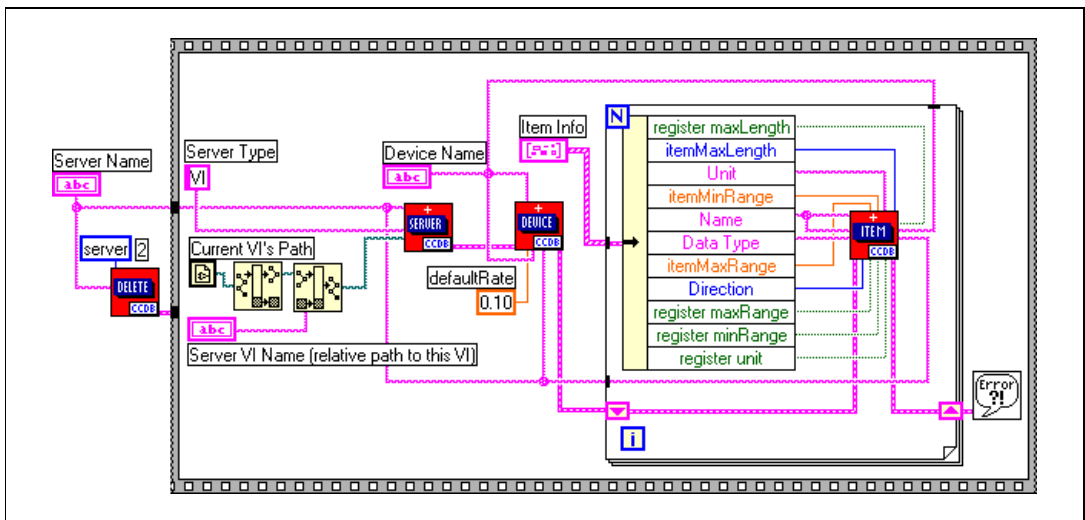 Server Name
abc
server 2
DELETE
CCDB
Server Type
VI
Current VI's Path
abc
Server VI Name (relative path to this VI)
+
SERVER
CCDB
Device Name
abc
+
DEVICE
CCDB
defaultRate
0.10
Item Info
N
register maxLength
itemMaxLength
Unit
itemMinRange
Name
Data Type
itemMaxRange
Direction
register maxRange
register minRange
register unit
+
ITEM
CCDB
i
Error
?!